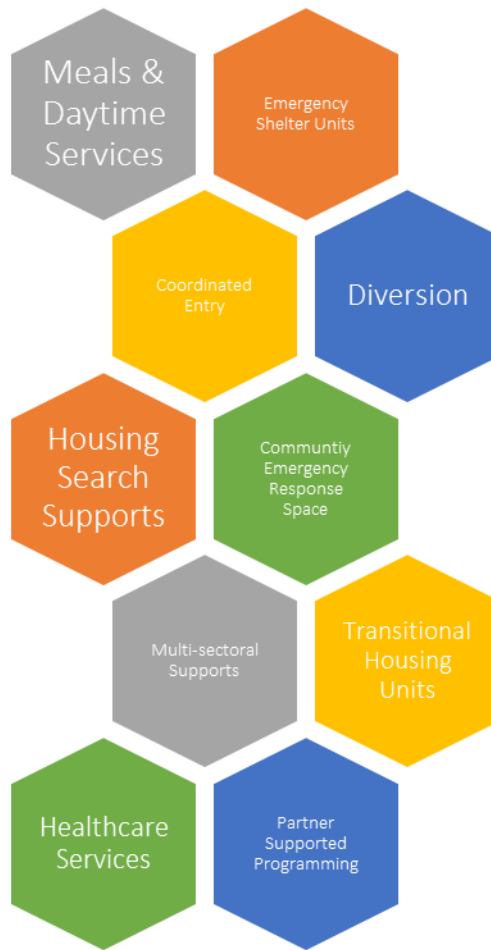 Meals &
Daytime
Services
Emergency
Shelter Units
Coordinated
Entry
Diversion
Housing
Search
Supports
Communtiy
Emergency
Response
Space
Multi-sectoral
Supports
Transitional
Housing
Units
Healthcare
Services
Partner
Supported
Programming